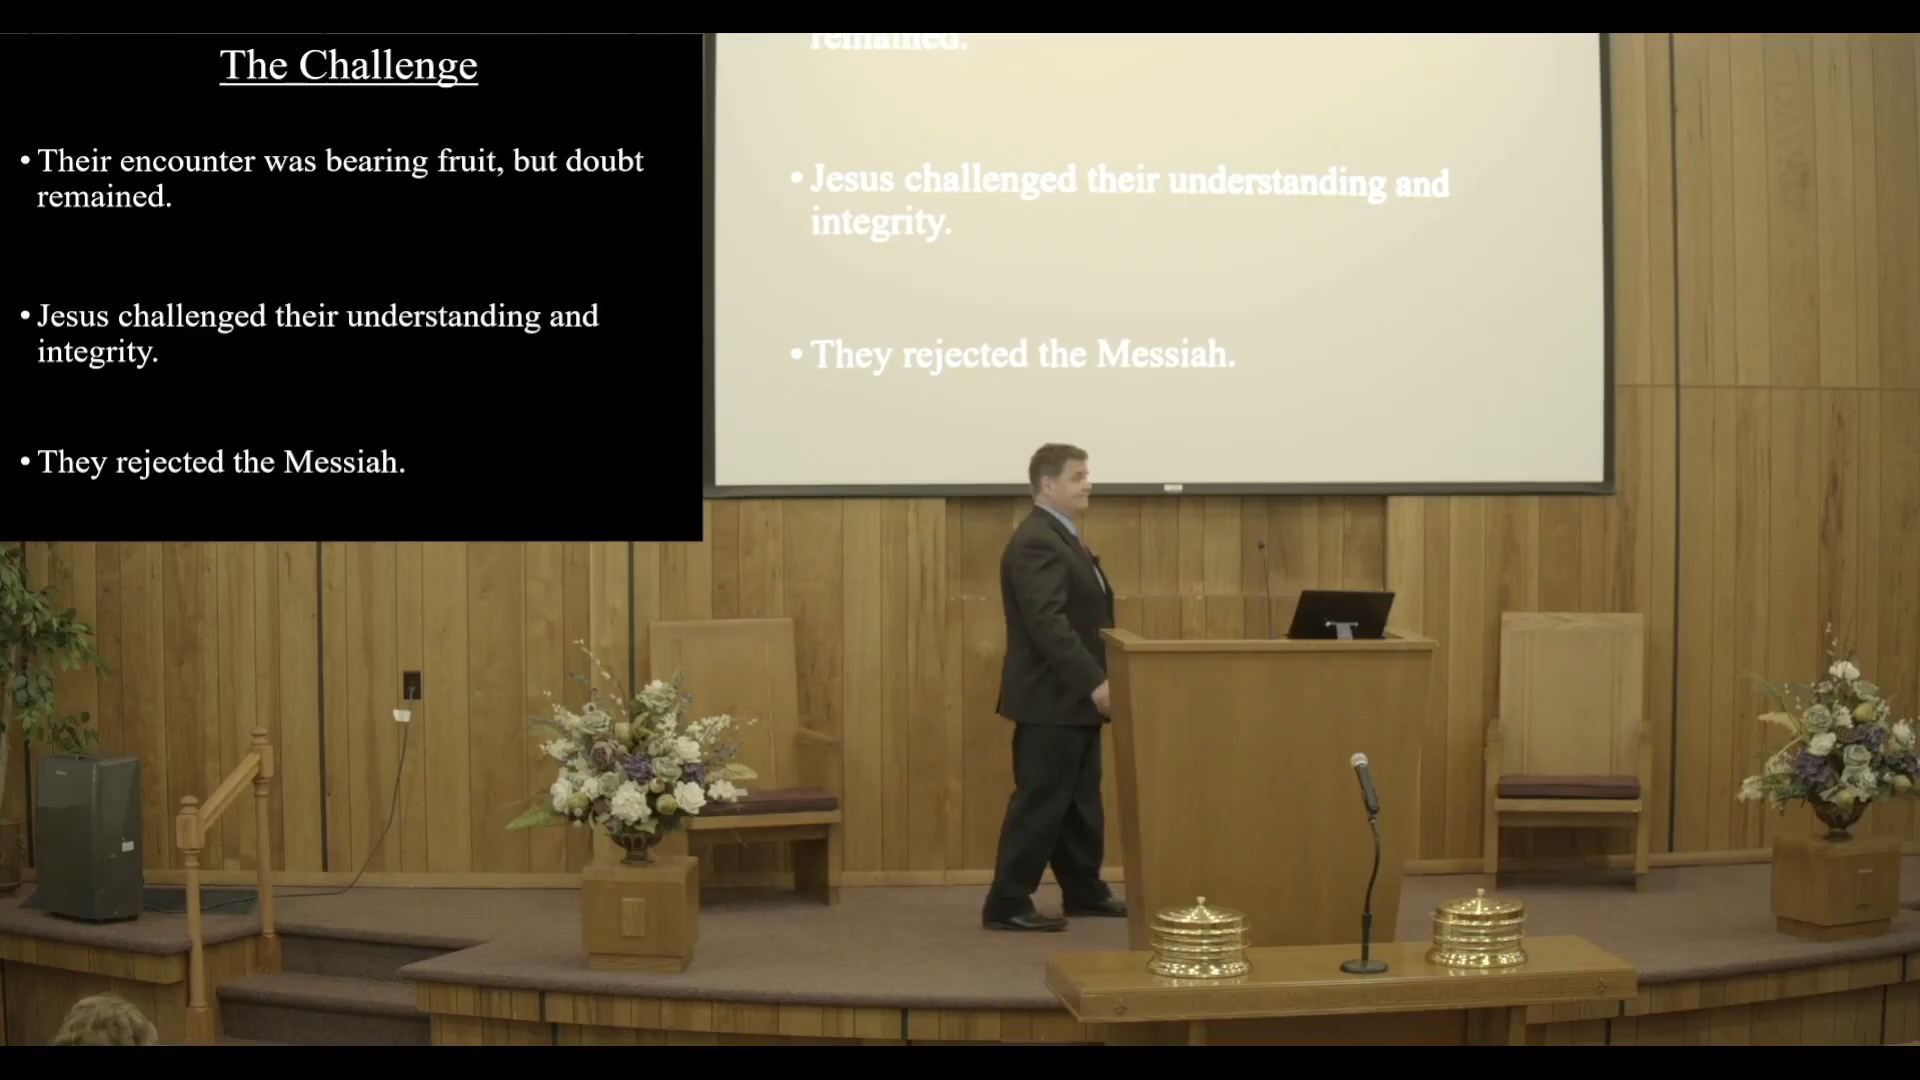 The Challenge
• Their encounter was bearing fruit, but doubt
remained.
• Jesus challenged their understanding and
integrity.
• They rejected the Messiah.
remained.
• Jesus challenged their understanding and
integrity.
• They rejected the Messiah.